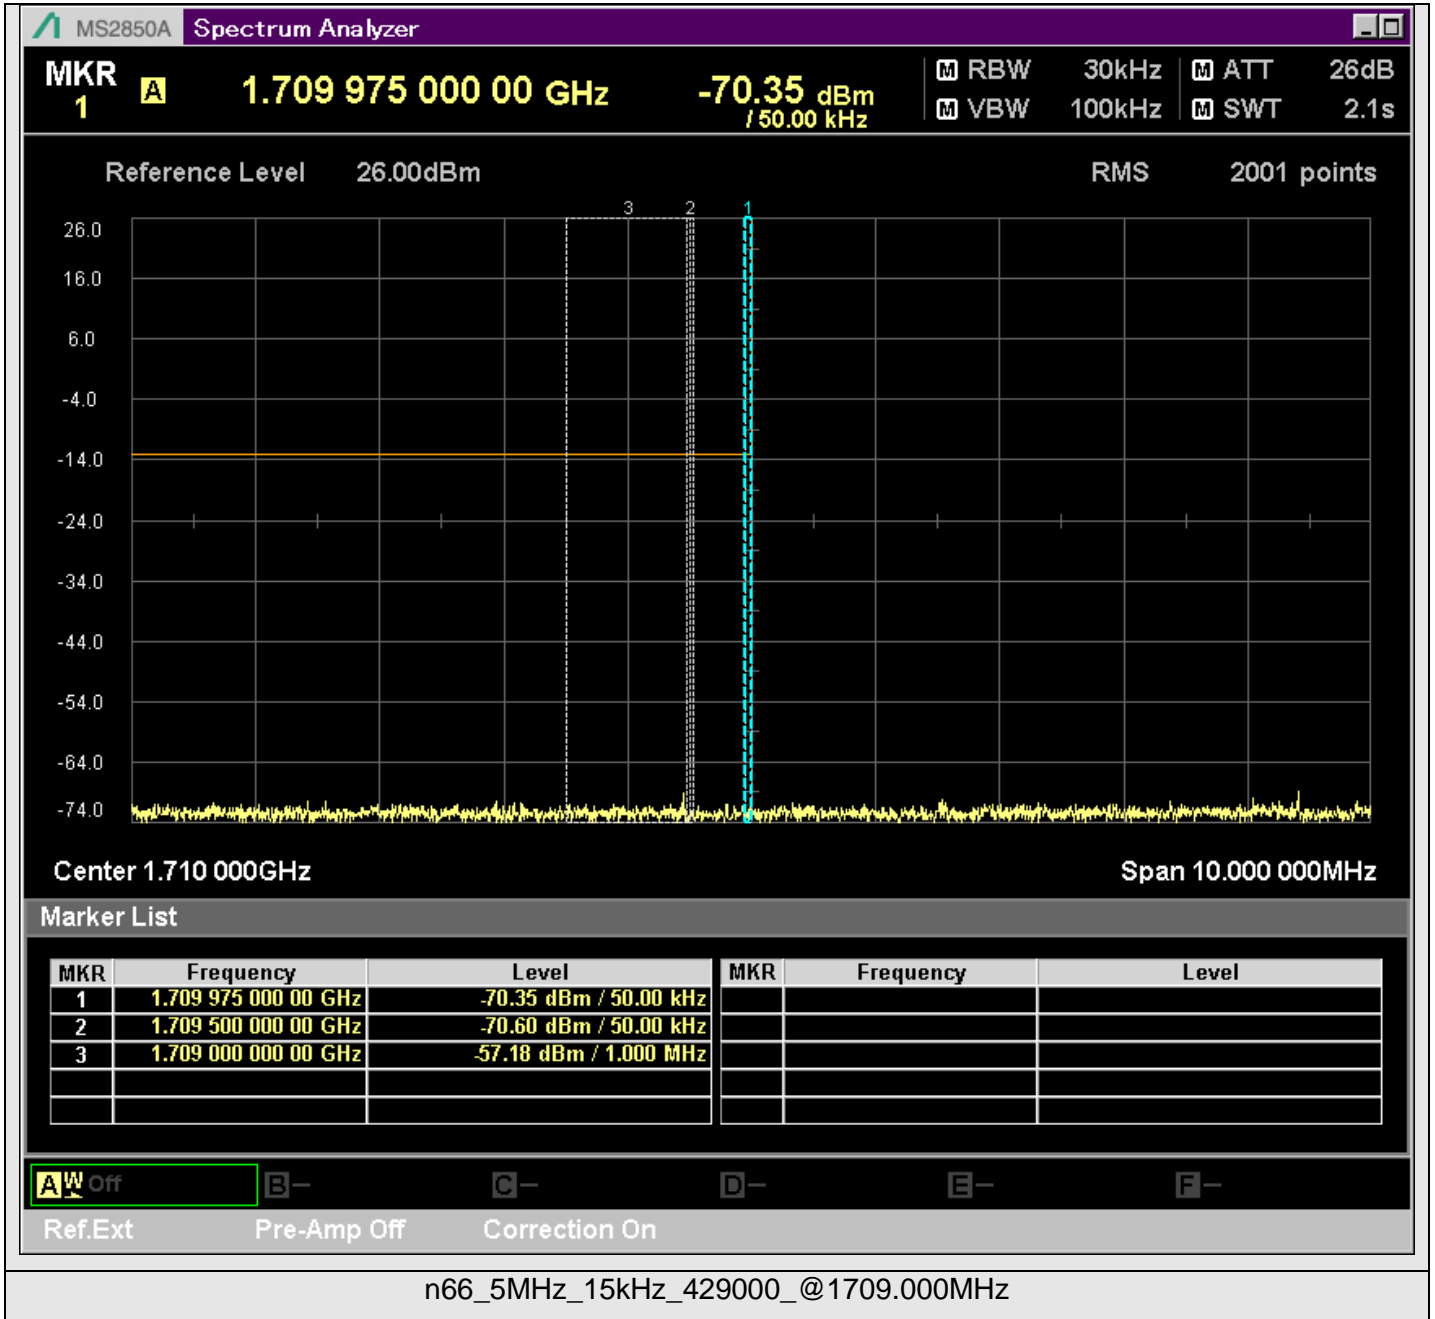 MS2850A Spectrum Analyzer
MKR 1 A 1.709 975 000 00 GHz -70.35 dBm / 50.00 kHz
M RBW 30kHz M ATT 26dB
M VBW 100kHz M SWT 2.1s
Reference Level 26.00dBm RMS 2001 points
3 2 1
26.0
16.0
6.0
-4.0
-14.0
-24.0
-34.0
-44.0
-54.0
-64.0
-74.0
Center 1.710 000GHz Span 10.000 000MHz
Marker List
MKR Frequency Level MKR Frequency Level
1 1.709 975 000 00 GHz -70.35 dBm / 50.00 kHz
2 1.709 500 000 00 GHz -70.60 dBm / 50.00 kHz
3 1.709 000 000 00 GHz -57.18 dBm / 1.000 MHz
A W Off B- C- D- E- F-
Ref.Ext Pre-Amp Off Correction On
n66_5MHz_15kHz_429000_@1709.000MHz